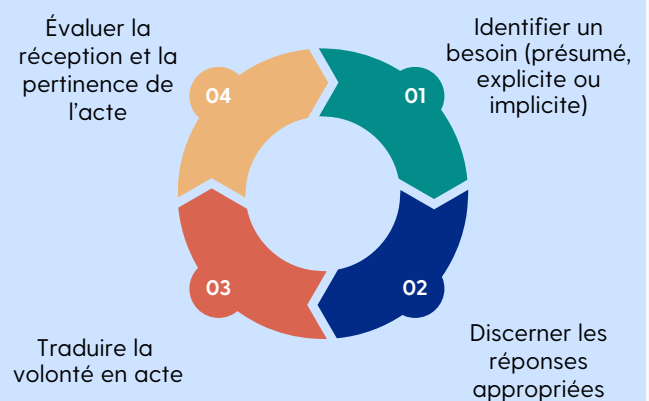 Identifier un
besoin (présumé,
explicite ou
implicite)
01
02
Discerner les
réponses
appropriées
03
Traduire la
volonté en acte
04
Évaluer la
réception et la
pertinence de
l'acte